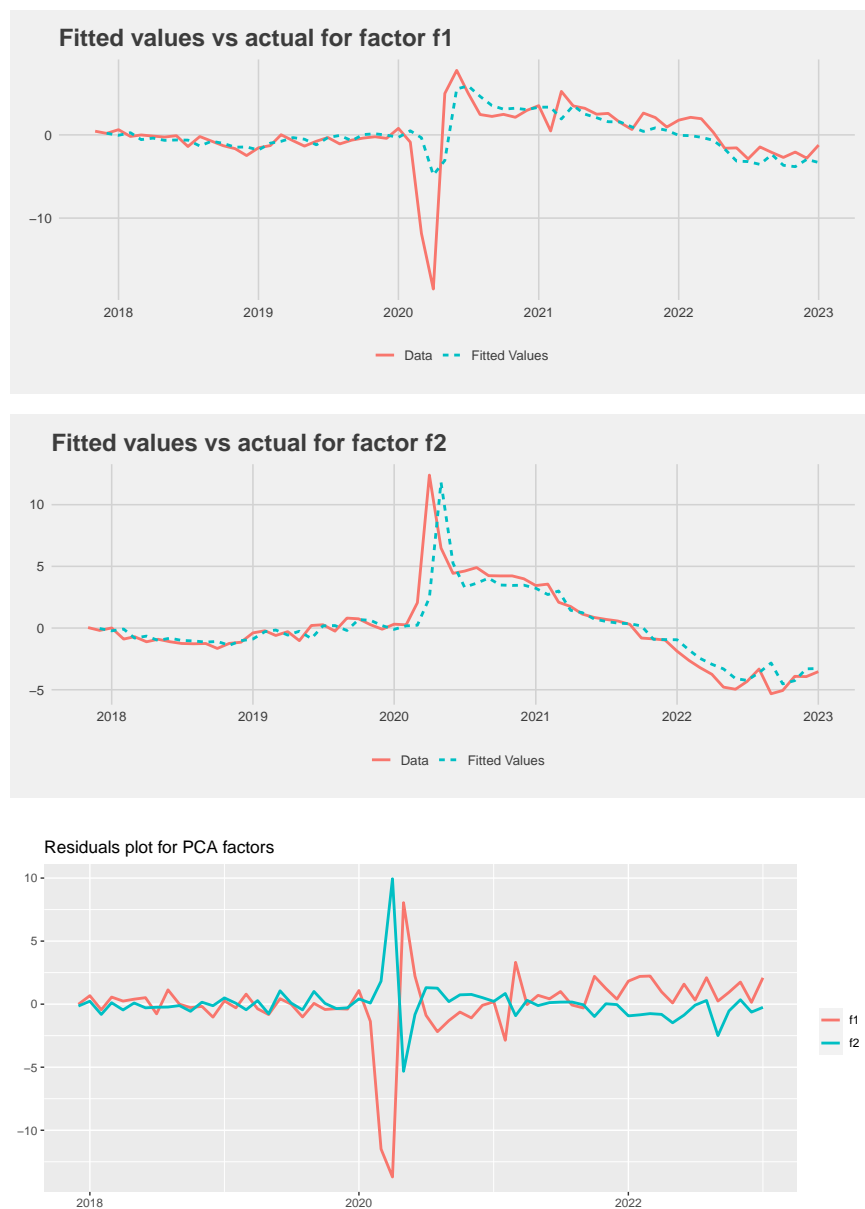 Fitted values vs actual for factor f1
0
−10
2018 2019 2020 2021 2022 2023
Data Fitted Values
Fitted values vs actual for factor f2
10
5
0
−5
2018 2019 2020 2021 2022 2023
Data Fitted Values
Residuals plot for PCA factors
10
5
0
−5
−10
2018 2020 2022
f1
f2